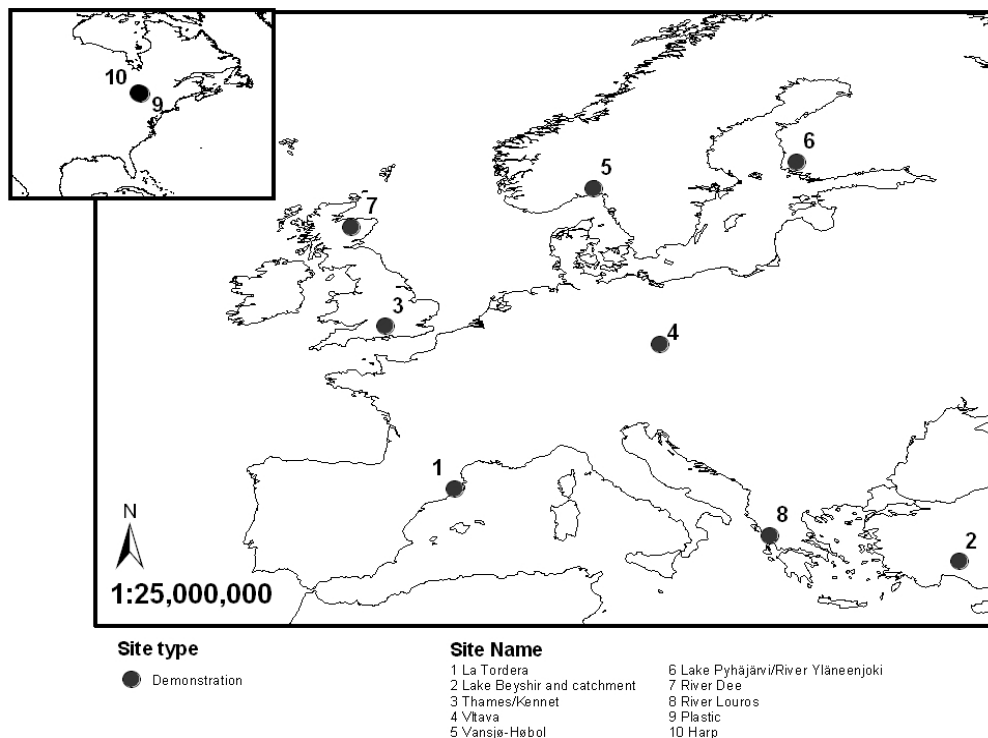 10
9
5
6
7
3
4
1
8
2
N
1:25,000,000
Site type
Demonstration
Site Name
1 La Tordera
2 Lake Beyshir and catchment
3 Thames/Kennet
4 Vltava
5 Vansjø-Høbol
6 Lake Pyhäjärvi/River Yläneenjoki
7 River Dee
8 River Louros
9 Plastic
10 Harp